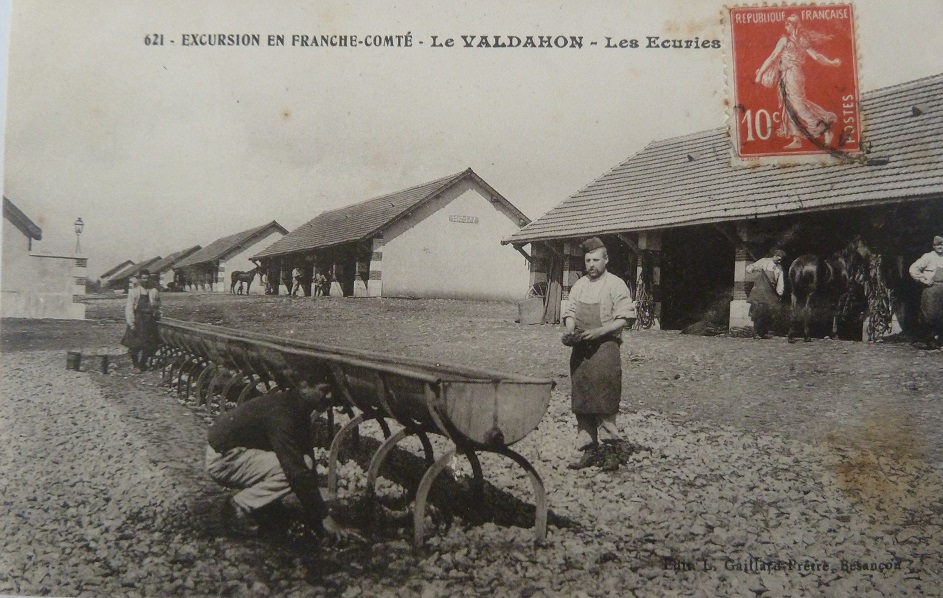 621 - EXCURSION EN FRANCHE-COMTÉ - Le VALDAHON - Les Ecuries
REPUBLIQUE FRANÇAISE
10c
POSTES
Edit. L. Gaillard-Prêtre, Besançon